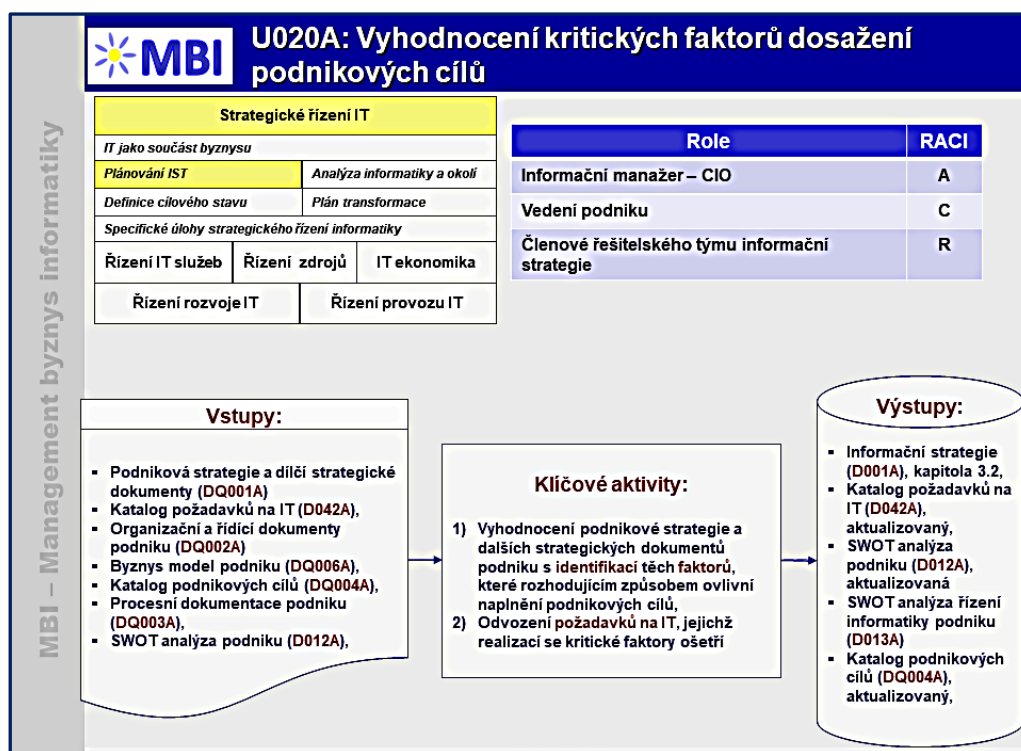 MBI
U020A: Vyhodnocení kritických faktorů dosažení
podnikových cílů
MBI – Management byznys informatiky
Strategické řízení IT
IT jako součást byznysu
Plánování IST
Analýza informatiky a okolí
Definice cílového stavu
Plán transformace
Specifické úlohy strategického řízení informatiky
Řízení IT služeb
Řízení zdrojů
IT ekonomika
Řízení rozvoje IT
Řízení provozu IT
Role
RACI
Informační manažer – CIO
A
Vedení podniku
C
Členové řešitelského týmu informační
strategie
R
Vstupy:
▪ Podniková strategie a dílčí strategické
dokumenty (DQ001A)
▪ Katalog požadavků na IT (D042A),
▪ Organizační a řídící dokumenty
podniku (DQ002A)
▪ Byznys model podniku (DQ006A),
▪ Katalog podnikových cílů (DQ004A),
▪ Procesní dokumentace podniku
(DQ003A),
▪ SWOT analýza podniku (D012A),
Klíčové aktivity:
1) Vyhodnocení podnikové strategie a
dalších strategických dokumentů
podniku s identifikací těch faktorů,
které rozhodujícím způsobem ovlivní
naplnění podnikových cílů,
2) Odvození požadavků na IT, jejichž
realizací se kritické faktory ošetří
Výstupy:
▪ Informační strategie
(D001A), kapitola 3.2,
▪ Katalog požadavků na
IT (D042A),
aktualizovaný,
▪ SWOT analýza
podniku (D012A),
aktualizovaná
▪ SWOT analýza řízení
informatiky podniku
(D013A)
▪ Katalog podnikových
cílů (DQ004A),
aktualizovaný,